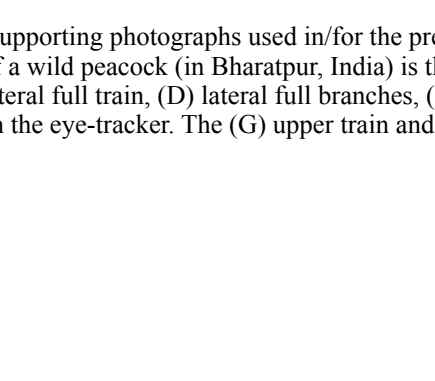 upporting photographs used in/for the pre
f a wild peacock (in Bharatpur, India) is th
teral full train, (D) lateral full branches, (
n the eye-tracker. The (G) upper train and